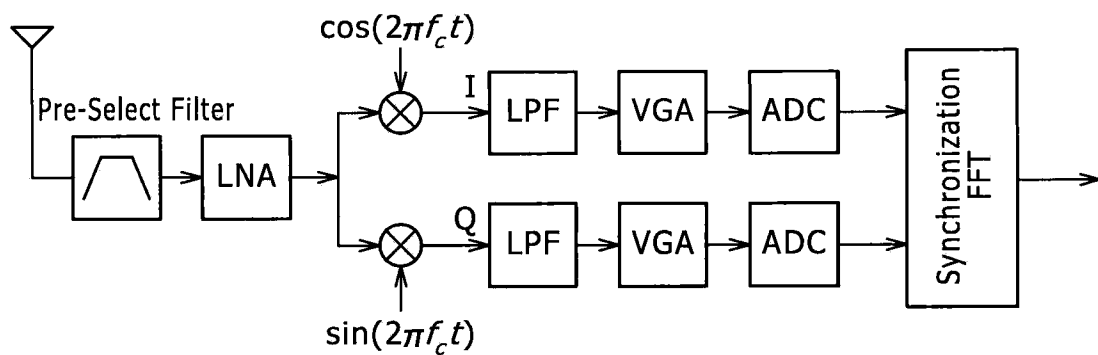 cos(2πf_c t)
Pre-Select Filter
I
LPF
VGA
ADC
LNA
Synchronization
FFT
Q
LPF
VGA
ADC
sin(2πf_c t)